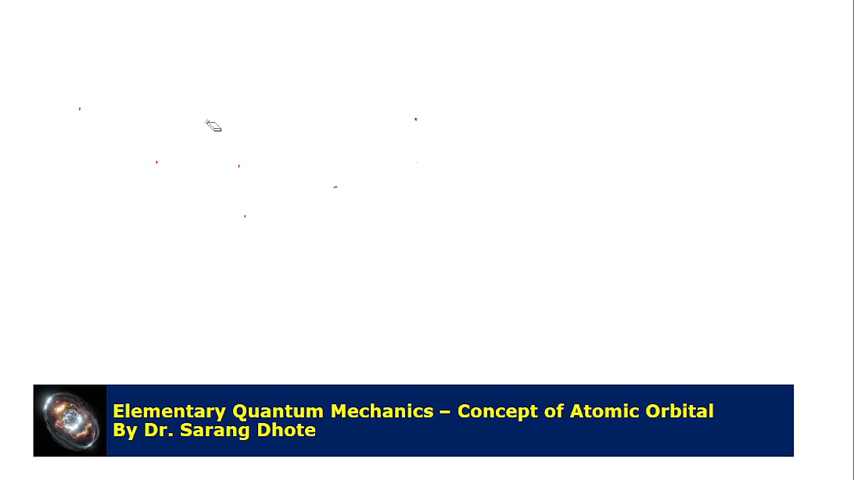 Elementary Quantum Mechanics – Concept of Atomic Orbital
By Dr. Sarang Dhote